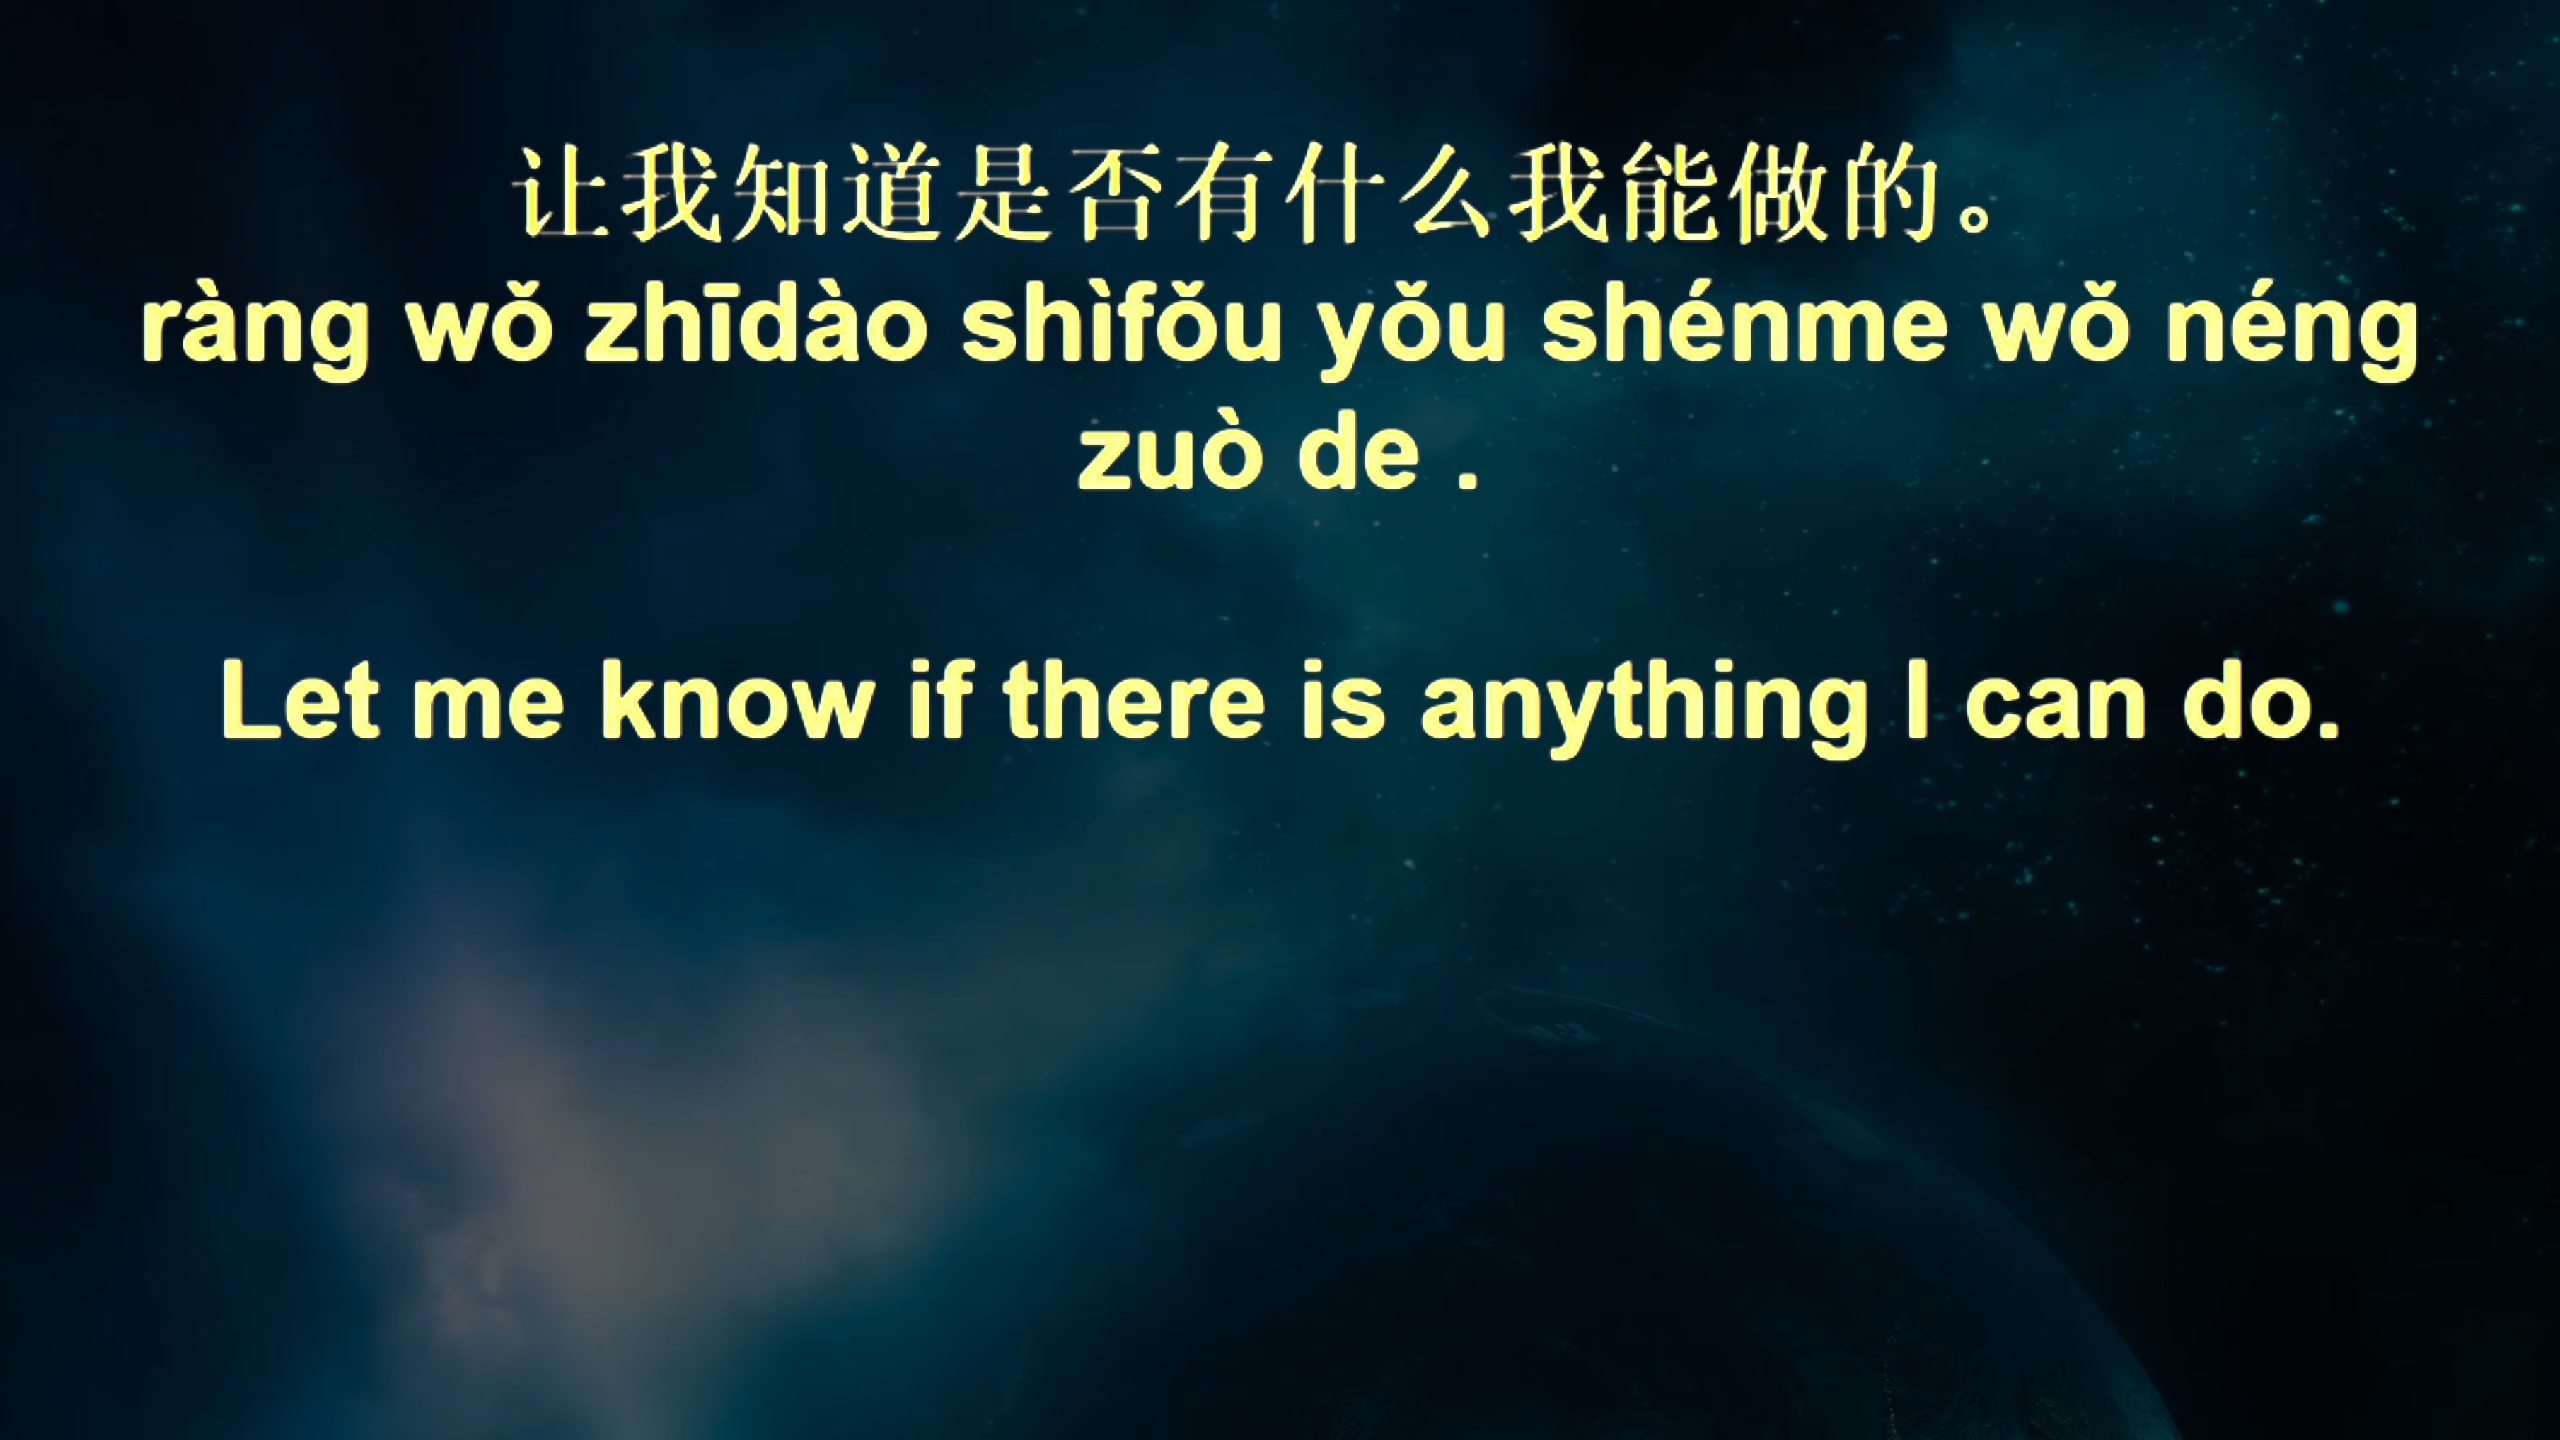 让我知道是否有什么我能做的。
ràng wǒ zhīdào shìfǒu yǒu shénme wǒ néng
zuò de .
Let me know if there is anything I can do.